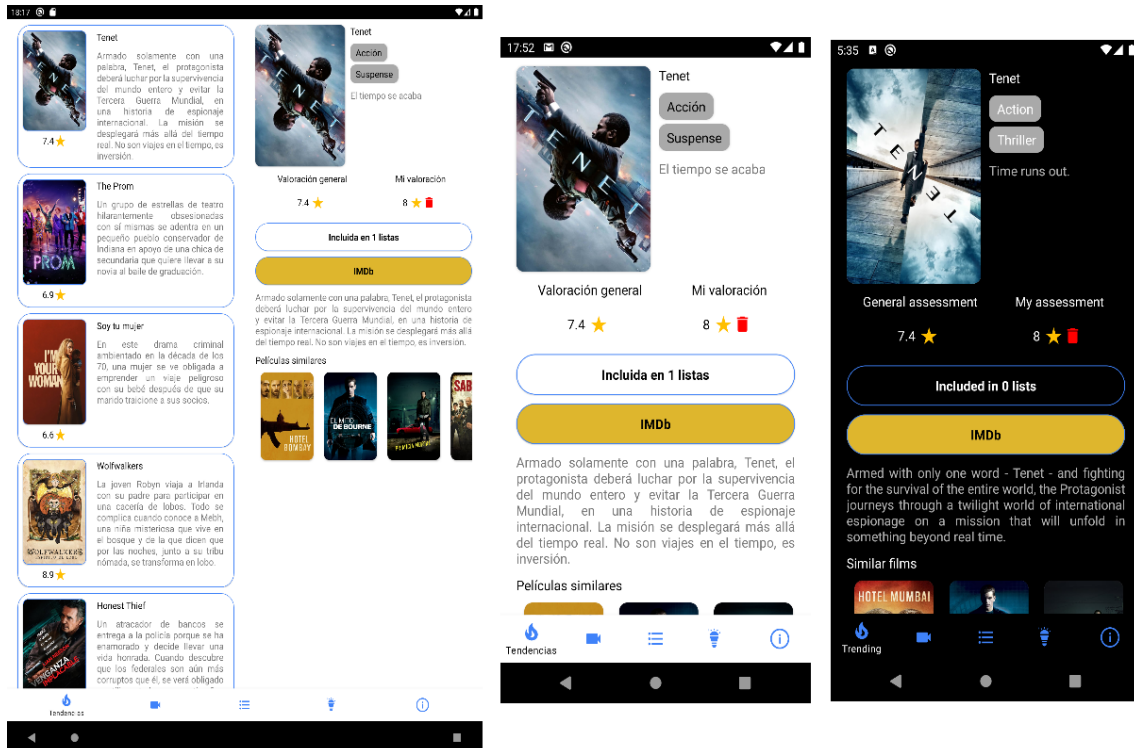 18:17
Tenet
Armado solamente con una
palabra, Tenet, el protagonista
deberá luchar por la supervivencia
del mundo entero y evitar la
Tercera Guerra Mundial, en
una historia de espionaje
internacional. La misión se
desplegará más allá del tiempo
real. No son viajes en el tiempo, es
inversión.
TENET
7.4
The Prom
Un grupo de estrellas de teatro
hilarantemente obsesionadas
con sí mismas se adentra en un
pequeño pueblo conservador de
Indiana en apoyo de una chica de
secundaria que quiere llevar a su
novia al baile de graduación.
PROM
6.9
Soy tu mujer
En este drama criminal
ambientado en la década de los
70, una mujer se ve obligada a
emprender un viaje peligroso
con su bebé después de que su
marido traicione a sus socios.
I'M
YOUR
WOMAN
6.6
Wolfwalkers
La joven Robyn viaja a Irlanda
con su padre para participar en
una cacería de lobos. Todo se
complica cuando conoce a Mebh,
una niña misteriosa que vive en
el bosque y de la que dicen que
por las noches, junto a su tribu
nómada, se transforma en lobo.
WOLFWALKERS
8.9
Honest Thief
Un atracador de bancos se
entrega a la policía porque se ha
enamorado y decide llevar una
vida honrada. Cuando descubre
que los federales son aún más
corruptos que él, se verá obligado
VENGANZA
IMPLACABLE
Tendencias
Tenet
Acción
Suspense
El tiempo se acaba
TENET
Valoración general
Mi valoración
7.4
8
Incluida en 1 listas
IMDb
Armado solamente con una palabra, Tenet, el protagonista
deberá luchar por la supervivencia del mundo entero
y evitar la Tercera Guerra Mundial, en una historia de
espionaje internacional. La misión se desplegará más allá
del tiempo real. No son viajes en el tiempo, es inversión.
Películas similares
HOTEL
BOMBAY
EL MITO
DE BOURNE
SAB
17:52
Tenet
Acción
Suspense
El tiempo se acaba
TENET
Valoración general
Mi valoración
7.4
8
Incluida en 1 listas
IMDb
Armado solamente con una palabra, Tenet, el
protagonista deberá luchar por la supervivencia
del mundo entero y evitar la Tercera Guerra
Mundial, en una historia de espionaje
internacional. La misión se desplegará más allá
del tiempo real. No son viajes en el tiempo, es
inversión.
Películas similares
Tendencias
5:35
Tenet
Action
Thriller
Time runs out.
TENET
General assessment
My assessment
7.4
8
Included in 0 lists
IMDb
Armed with only one word - Tenet - and fighting
for the survival of the entire world, the Protagonist
journeys through a twilight world of international
espionage on a mission that will unfold in
something beyond real time.
Similar films
HOTEL MUMBAI
Trending